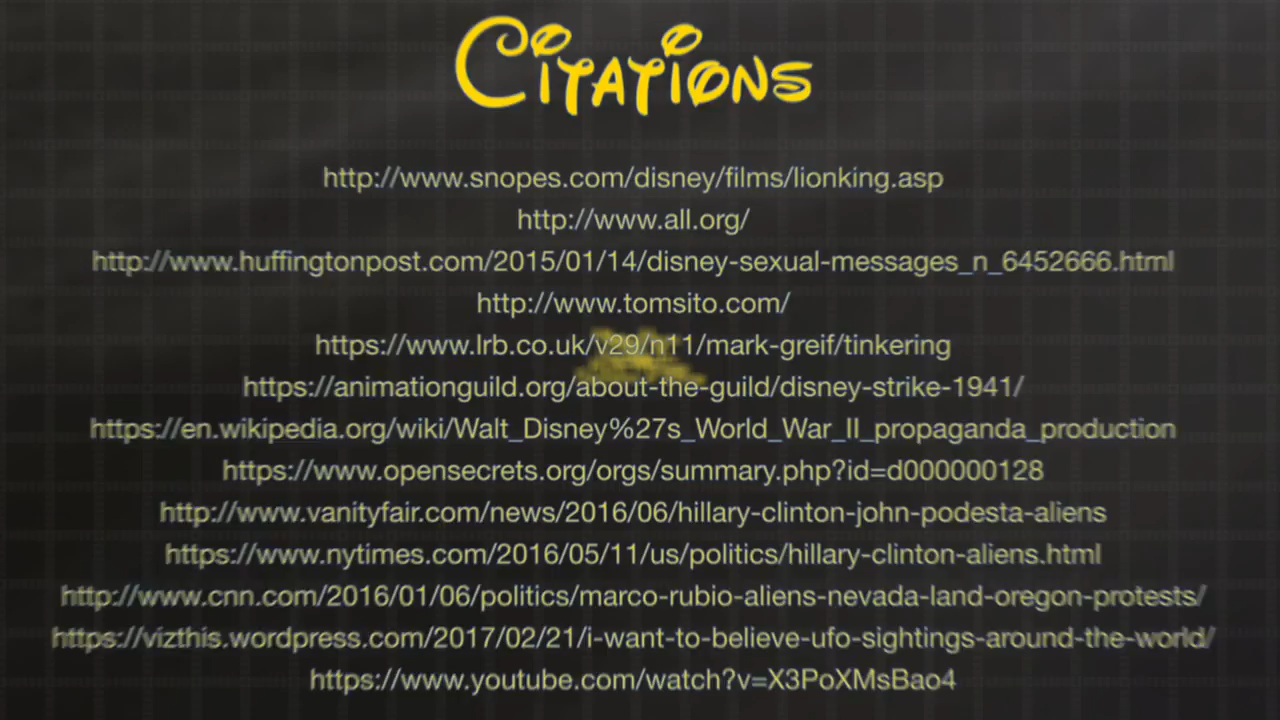 Citations
http://www.snopes.com/disney/films/lionking.asp
http://www.all.org/
http://www.huffingtonpost.com/2015/01/14/disney-sexual-messages_n_6452666.html
http://www.tomsito.com/
https://www.lrb.co.uk/v29/n11/mark-greif/tinkering
https://animationguild.org/about-the-guild/disney-strike-1941/
https://en.wikipedia.org/wiki/Walt_Disney%27s_World_War_II_propaganda_production
https://www.opensecrets.org/orgs/summary.php?id=d000000128
http://www.vanityfair.com/news/2016/06/hillary-clinton-john-podesta-aliens
https://www.nytimes.com/2016/05/11/us/politics/hillary-clinton-aliens.html
http://www.cnn.com/2016/01/06/politics/marco-rubio-aliens-nevada-land-oregon-protests/
https://vizthis.wordpress.com/2017/02/21/i-want-to-believe-ufo-sightings-around-the-world/
https://www.youtube.com/watch?v=X3PoXMsBao4